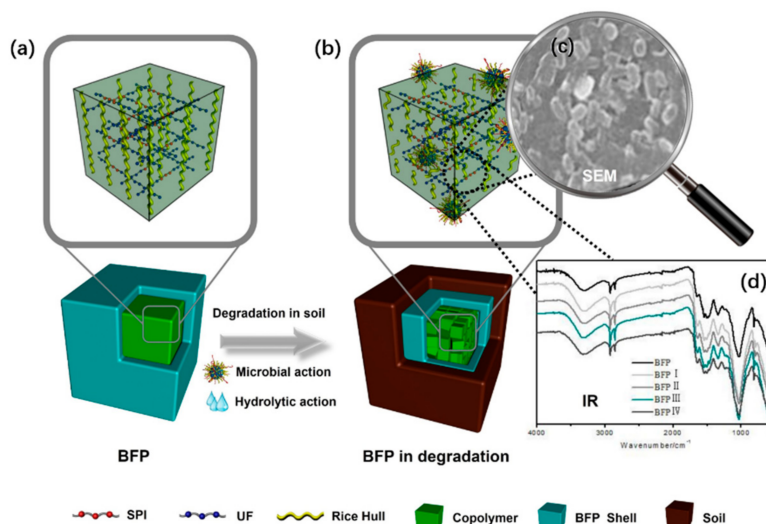 (a)
(b)
(c)
SEM
Degradation in soil
Microbial action
Hydrolytic action
BFP
BFP in degradation
(d)
BFP
BFP I
BFP II
BFP III
BFP IV
IR
4000 3000 2000 1000
Wavenumber/cm⁻¹
SPI
UF
Rice Hull
Copolymer
BFP Shell
Soil